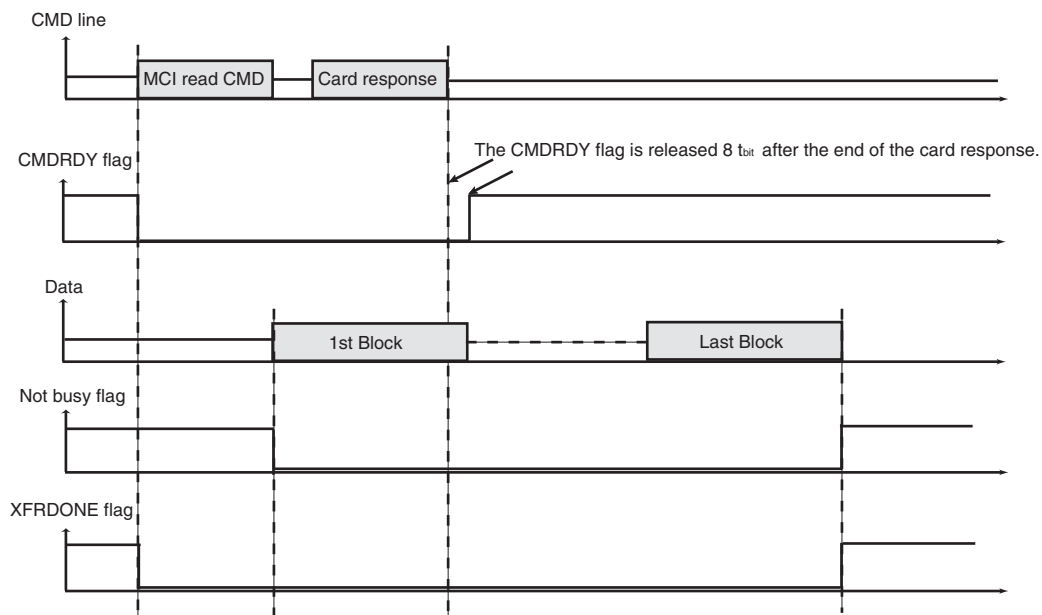 CMD line
MCI read CMD
Card response
CMDRDY flag
The CMDRDY flag is released 8 tbit after the end of the card response.
Data
1st Block
Last Block
Not busy flag
XFRDONE flag